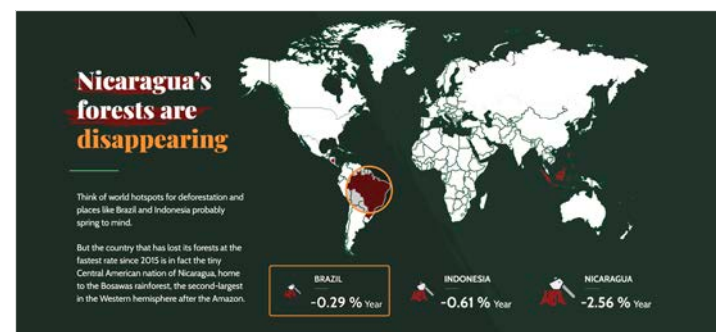 Nicaragua's
forests are
disappearing
Think of world hotspots for deforestation and
places like Brazil and Indonesia probably
spring to mind.
But the country that has lost its forests at the
fastest rate since 2015 is in fact the tiny
Central American nation of Nicaragua, home
to the Bosawas rainforest, the second-largest
in the Western hemisphere after the Amazon.
BRAZIL
-0.29 % Year
INDONESIA
-0.61 % Year
NICARAGUA
-2.56 % Year